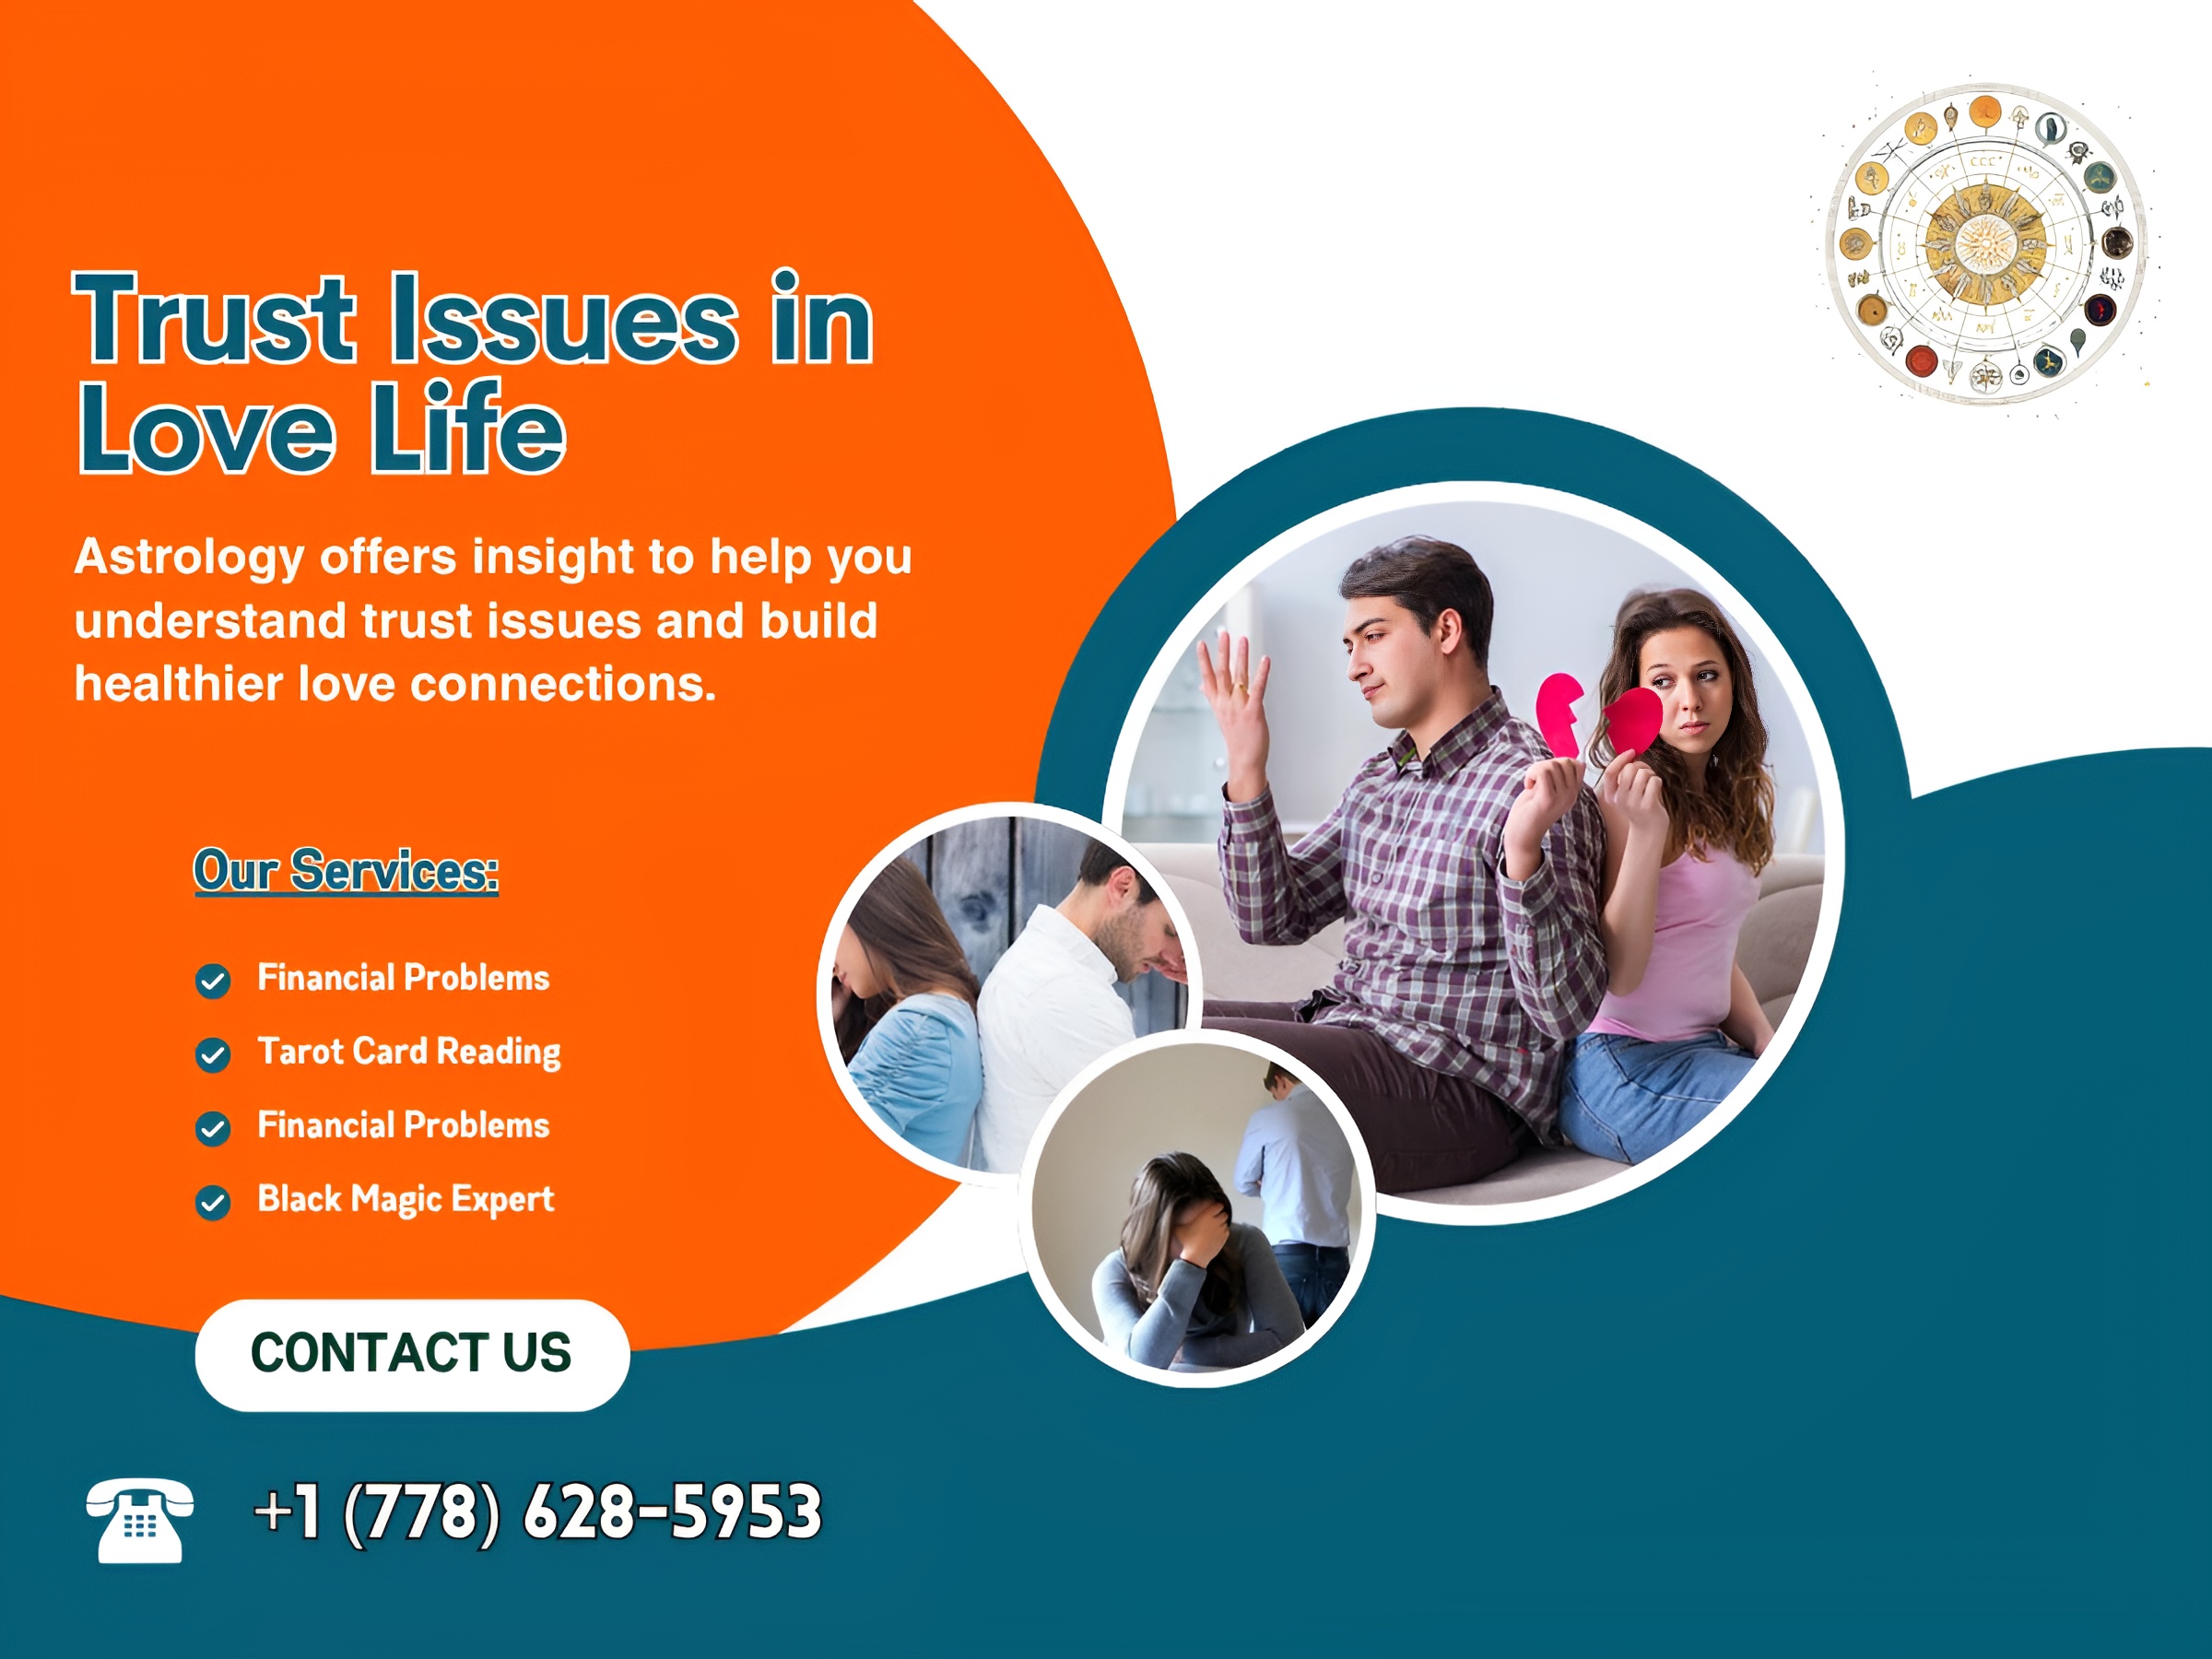 Trust Issues in
Love Life
Astrology offers insight to help you
understand trust issues and build
healthier love connections.
Our Services:
Financial Problems
Tarot Card Reading
Financial Problems
Black Magic Expert
CONTACT US
+1 (778) 628-5953